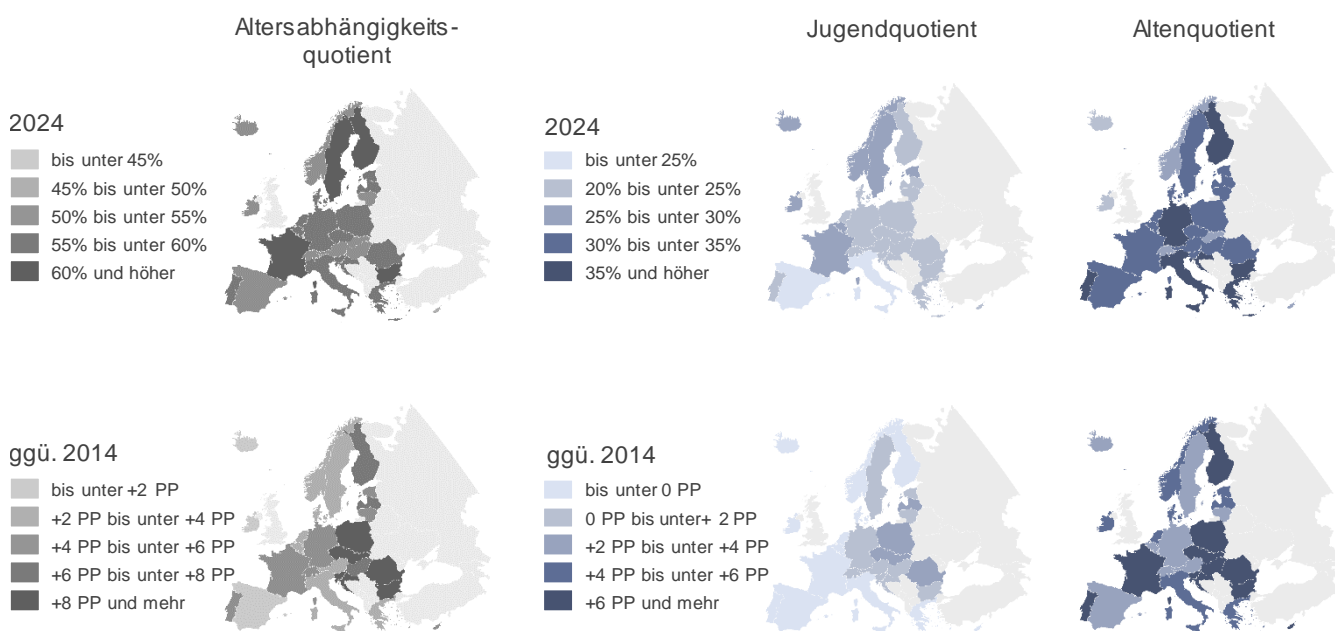 Altersabhängigkeits-
quotient
Jugendquotient
Altenquotient
2024
bis unter 45%
45% bis unter 50%
50% bis unter 55%
55% bis unter 60%
60% und höher
2024
bis unter 25%
20% bis unter 25%
25% bis unter 30%
30% bis unter 35%
35% und höher
ggü. 2014
bis unter +2 PP
+2 PP bis unter +4 PP
+4 PP bis unter +6 PP
+6 PP bis unter +8 PP
+8 PP und mehr
ggü. 2014
bis unter 0 PP
0 PP bis unter+ 2 PP
+2 PP bis unter +4 PP
+4 PP bis unter +6 PP
+6 PP und mehr